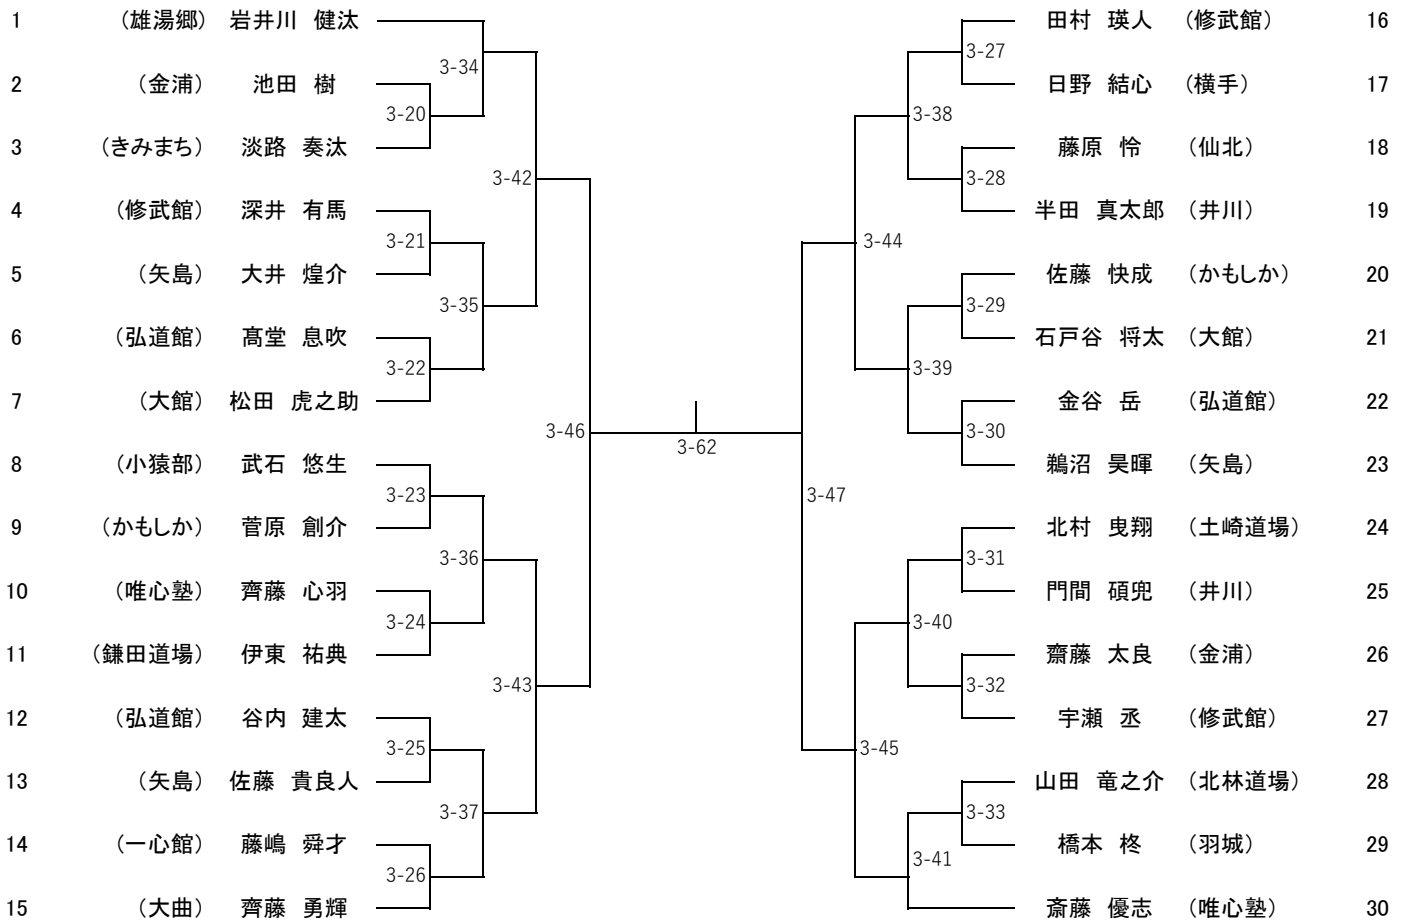 1 （雄湯郷） 岩井川 健汰
2 （金浦） 池田 樹
3 （きみまち） 淡路 奏汰
4 （修武館） 深井 有馬
5 （矢島） 大井 煌介
6 （弘道館） 髙堂 息吹
7 （大館） 松田 虎之助
8 （小猿部） 武石 悠生
9 （かもしか） 菅原 創介
10 （唯心塾） 齊藤 心羽
11 （鎌田道場） 伊東 祐典
12 （弘道館） 谷内 建太
13 （矢島） 佐藤 貴良人
14 （一心館） 藤嶋 舜才
15 （大曲） 齊藤 勇輝
3-20
3-21
3-22
3-23
3-24
3-25
3-26
3-34
3-35
3-36
3-37
3-42
3-43
3-46
3-62
3-47
3-44
3-45
3-38
3-39
3-40
3-41
3-27
3-28
3-29
3-30
3-31
3-32
3-33
田村 瑛人 （修武館） 16
日野 結心 （横手） 17
藤原 怜 （仙北） 18
半田 真太郎 （井川） 19
佐藤 快成 （かもしか） 20
石戸谷 将太 （大館） 21
金谷 岳 （弘道館） 22
鵜沼 昊暉 （矢島） 23
北村 曳翔 （土崎道場） 24
門間 碩兜 （井川） 25
齋藤 太良 （金浦） 26
宇瀬 丞 （修武館） 27
山田 竜之介 （北林道場） 28
橋本 柊 （羽城） 29
斎藤 優志 （唯心塾） 30